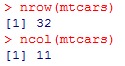 > nrow(mtcars)
[1] 32
> ncol(mtcars)
[1] 11